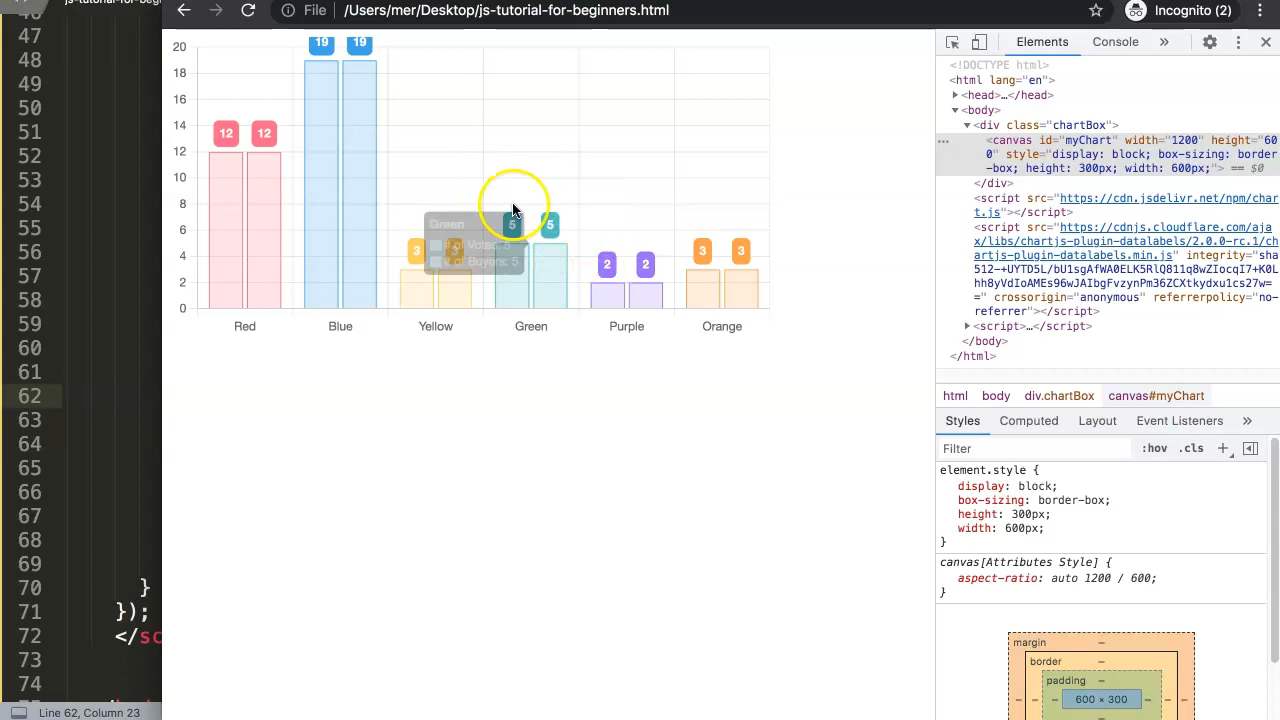 js-tutorial-for-beg
File
/Users/mer/Desktop/js-tutorial-for-beginners.html
Incognito (2)
46
47
48
49
50
51
52
53
54
55
56
57
58
59
60
61
62
63
64
65
66
67
68
69
70 }
71 });
72 </sc
73
74
Line 62, Column 23
20
18
16
14
12
10
8
6
4
2
0
12 12
19 19
3 3
5 5
2 2
3 3
Green
# of Votes: 5
# of Buyers: 5
Red Blue Yellow Green Purple Orange
Elements Console
<!DOCTYPE html>
<html lang="en">
<head>…</head>
<body>
<div class="chartBox">
<canvas id="myChart" width="1200" height="60
0" style="display: block; box-sizing: border
-box; height: 300px; width: 600px;"> == $0
</div>
<script src="https://cdn.jsdelivr.net/npm/char
t.js"></script>
<script src="https://cdnjs.cloudflare.com/aja
x/libs/chartjs-plugin-datalabels/2.0.0-rc.1/ch
artjs-plugin-datalabels.min.js" integrity="sha
512-+UYTD5L/bU1sgAfWA0ELK5RlQ811q8wZIocqI7+K0L
hh8yVdIoAMEs96wJAIbgFvzynPm36ZCXtkydxu1cs27w=
=" crossorigin="anonymous" referrerpolicy="no-
referrer"></script>
<script>…</script>
</body>
</html>
html body div.chartBox canvas#myChart
Styles Computed Layout Event Listeners
Filter
:hov .cls
element.style {
display: block;
box-sizing: border-box;
height: 300px;
width: 600px;
}
canvas[Attributes Style] {
aspect-ratio: auto 1200 / 600;
}
margin
border
padding
600 × 300